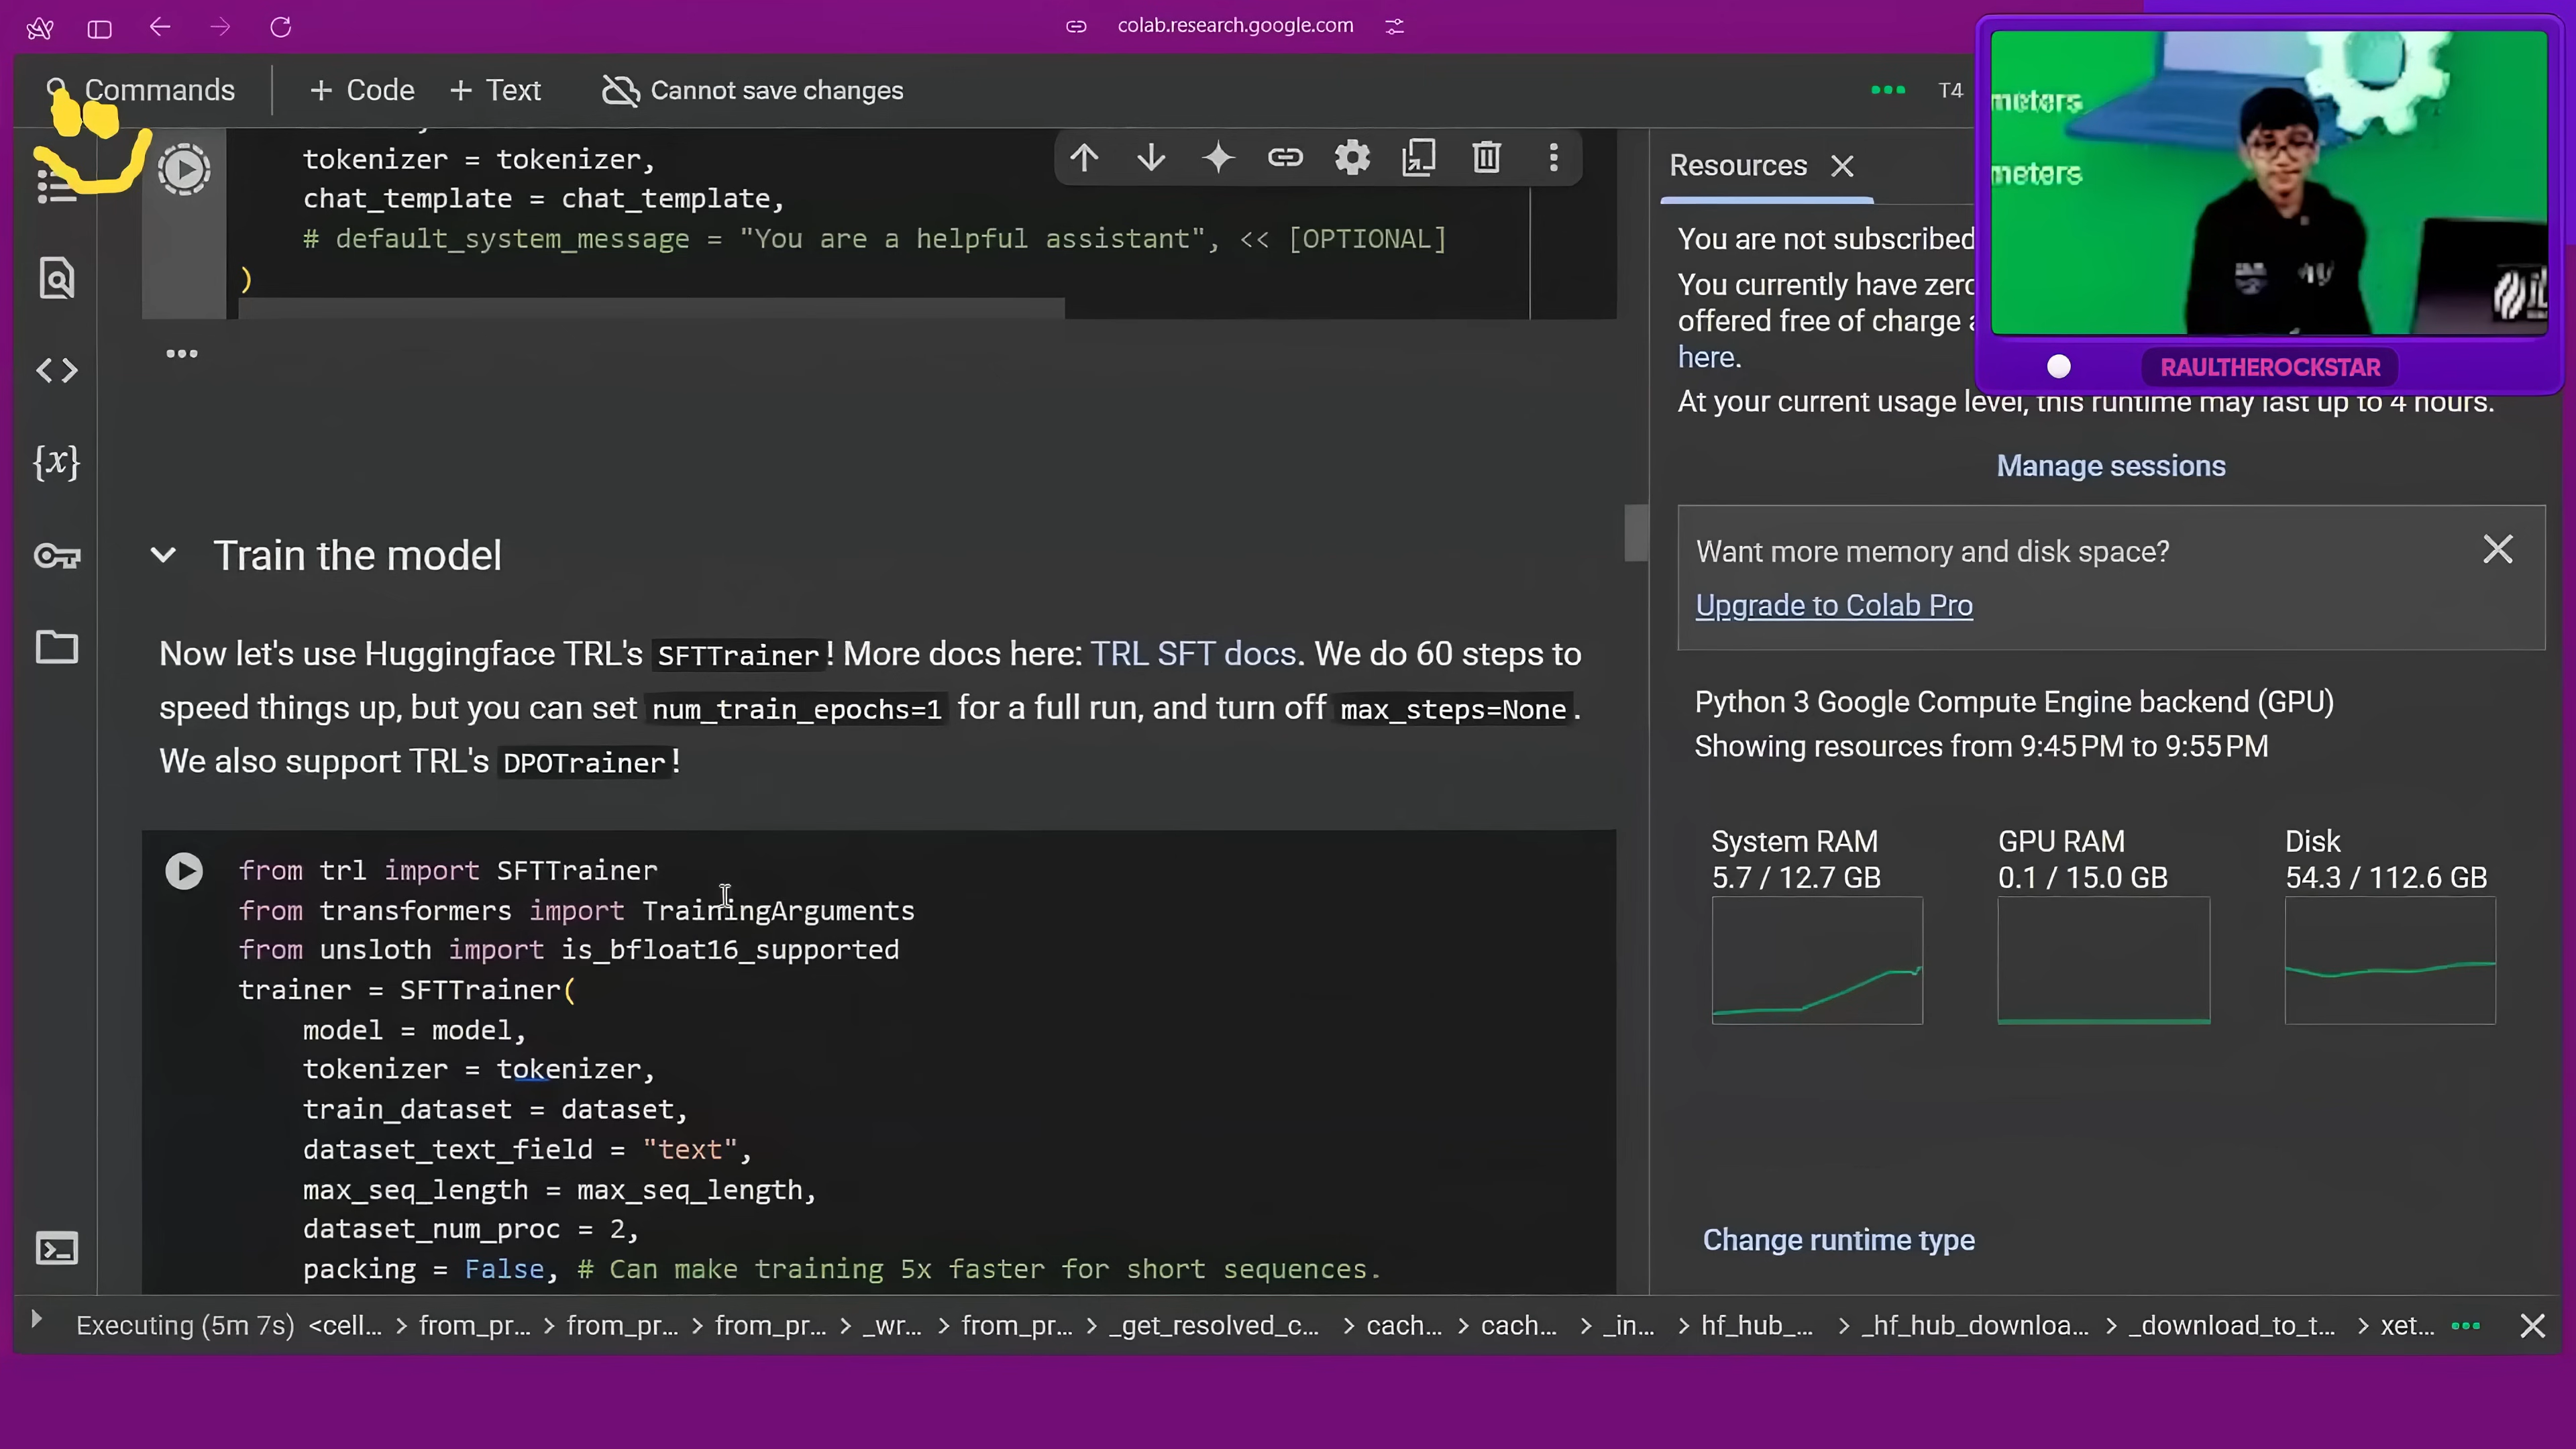 colab.research.google.com
Commands
+ Code + Text
Cannot save changes
T4
tokenizer = tokenizer,
chat_template = chat_template,
# default_system_message = "You are a helpful assistant", << [OPTIONAL]
)
Train the model
Now let's use Huggingface TRL's SFTTrainer! More docs here: TRL SFT docs. We do 60 steps to
speed things up, but you can set num_train_epochs=1 for a full run, and turn off max_steps=None.
We also support TRL's DPOTrainer!
from trl import SFTTrainer
from transformers import TrainingArguments
from unsloth import is_bfloat16_supported
trainer = SFTTrainer(
model = model,
tokenizer = tokenizer,
train_dataset = dataset,
dataset_text_field = "text",
max_seq_length = max_seq_length,
dataset_num_proc = 2,
packing = False, # Can make training 5x faster for short sequences.
Resources
You are not subscribed
You currently have zero
offered free of charge
here.
At your current usage level, this runtime may last up to 4 hours.
Manage sessions
Want more memory and disk space?
Upgrade to Colab Pro
Python 3 Google Compute Engine backend (GPU)
Showing resources from 9:45 PM to 9:55 PM
System RAM
5.7 / 12.7 GB
GPU RAM
0.1 / 15.0 GB
Disk
54.3 / 112.6 GB
Change runtime type
meters
meters
RAULTHEROCKSTAR
Executing (5m 7s) <cell... > from_pr... > from_pr... > from_pr... > _wr... > from_pr... > _get_resolved_c... > cach... > cach... > _in... > hf_hub_... > _hf_hub_downloa... > _download_to_t... > xet...